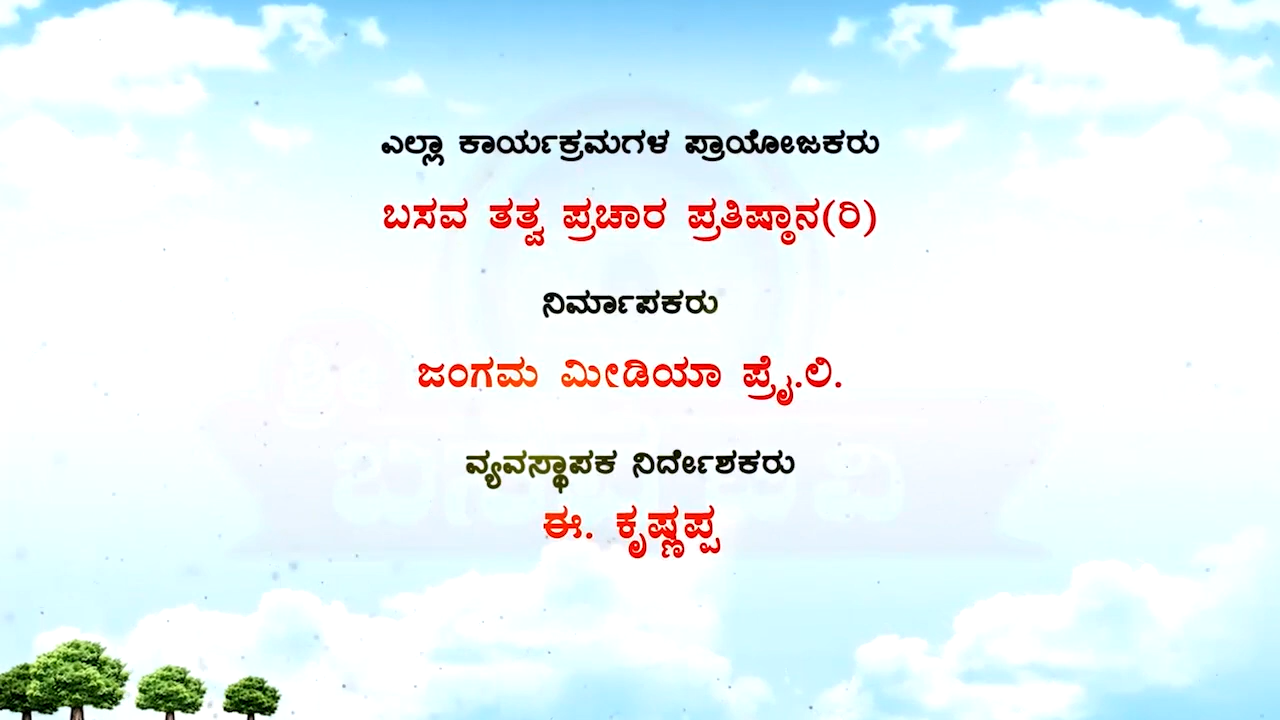 ಎಲ್ಲಾ ಕಾರ್ಯಕ್ರಮಗಳ ಪ್ರಾಯೋಜಕರು
ಬಸವ ತತ್ವ ಪ್ರಚಾರ ಪ್ರತಿಷ್ಠಾನ(ರಿ)
ನಿರ್ಮಾಪಕರು
ಜಂಗಮ ಮೀಡಿಯಾ ಪ್ರೈ.ಲಿ.
ವ್ಯವಸ್ಥಾಪಕ ನಿರ್ದೇಶಕರು
ಈ. ಕೃಷ್ಣಪ್ಪ